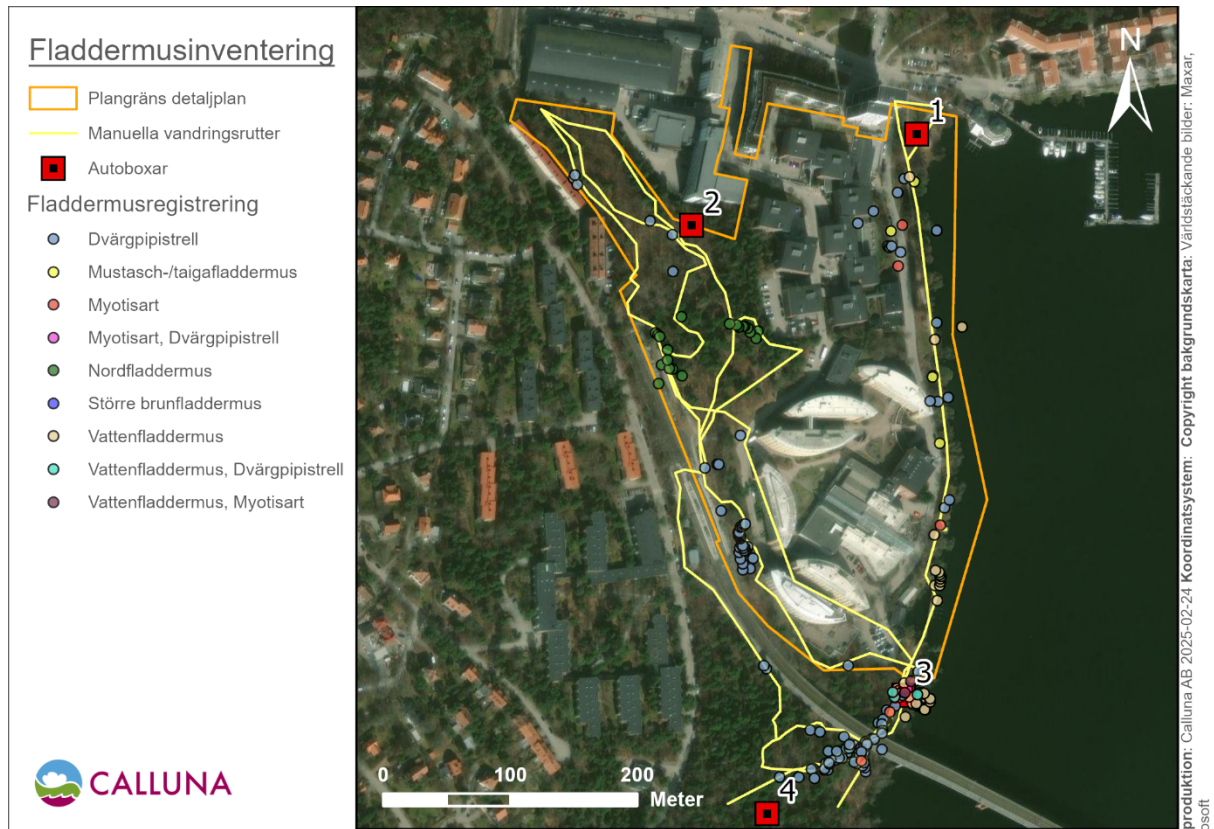 Fladdermusinventering
Plangräns detaljplan
Manuella vandringsrutter
Autoboxar
Fladdermusregistrering
Dvärgpipistrell
Mustasch-/taigafladdermus
Myotisart
Myotisart, Dvärgpipistrell
Nordfladdermus
Större brunfladdermus
Vattenfladdermus
Vattenfladdermus, Dvärgpipistrell
Vattenfladdermus, Myotisart
CALLUNA
N
1
2
3
4
0 100 200
Meter
produktion: Calluna AB 2025-02-24 Koordinatsystem: Copyright bakgrundskarta: Världstäckande bilder: Maxar,
osoft